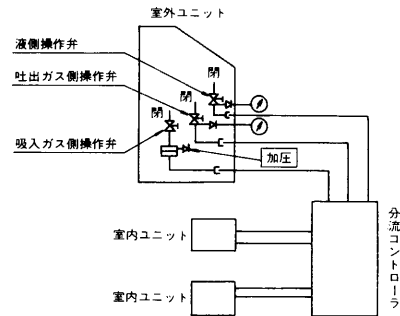 室外ユニット
液側操作弁
閉
吐出ガス側操作弁
閉
閉
吸入ガス側操作弁
加圧
分流コントローラ
室内ユニット
室内ユニット